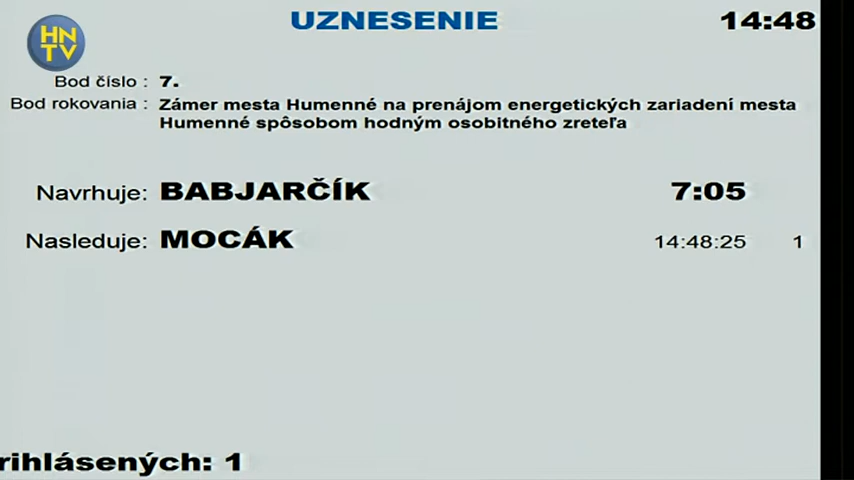 HN
TV
UZNESENIE 14:48
Bod číslo : 7.
Bod rokovania : Zámer mesta Humenné na prenájom energetických zariadení mesta
Humenné spôsobom hodným osobitného zreteľa
Navrhuje: BABJARČÍK 7:05
Nasleduje: MOCÁK 14:48:25 1
rihlásených: 1